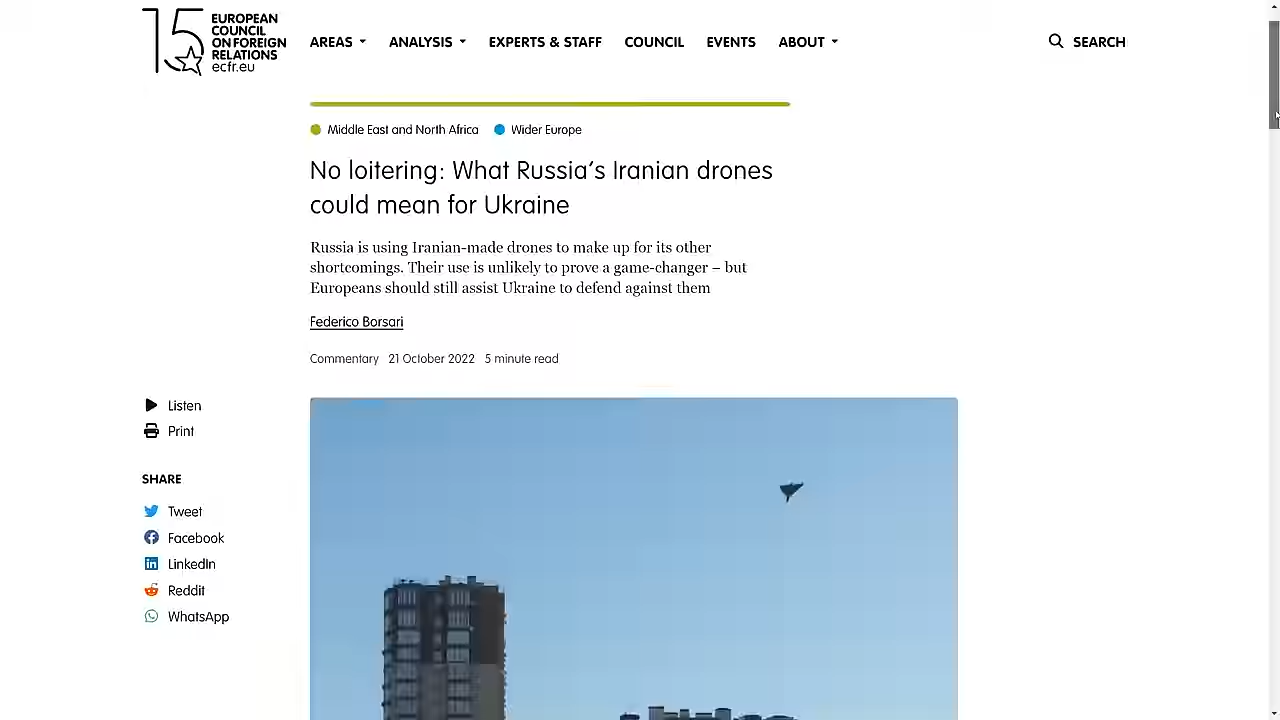 15 EUROPEAN
COUNCIL
ON FOREIGN
RELATIONS
ecfr.eu
AREAS
ANALYSIS
EXPERTS & STAFF
COUNCIL
EVENTS
ABOUT
SEARCH
Middle East and North Africa
Wider Europe
No loitering: What Russia’s Iranian drones
could mean for Ukraine
Russia is using Iranian-made drones to make up for its other
shortcomings. Their use is unlikely to prove a game-changer – but
Europeans should still assist Ukraine to defend against them
Federico Borsari
Commentary 21 October 2022 5 minute read
Listen
Print
SHARE
Tweet
Facebook
LinkedIn
Reddit
WhatsApp